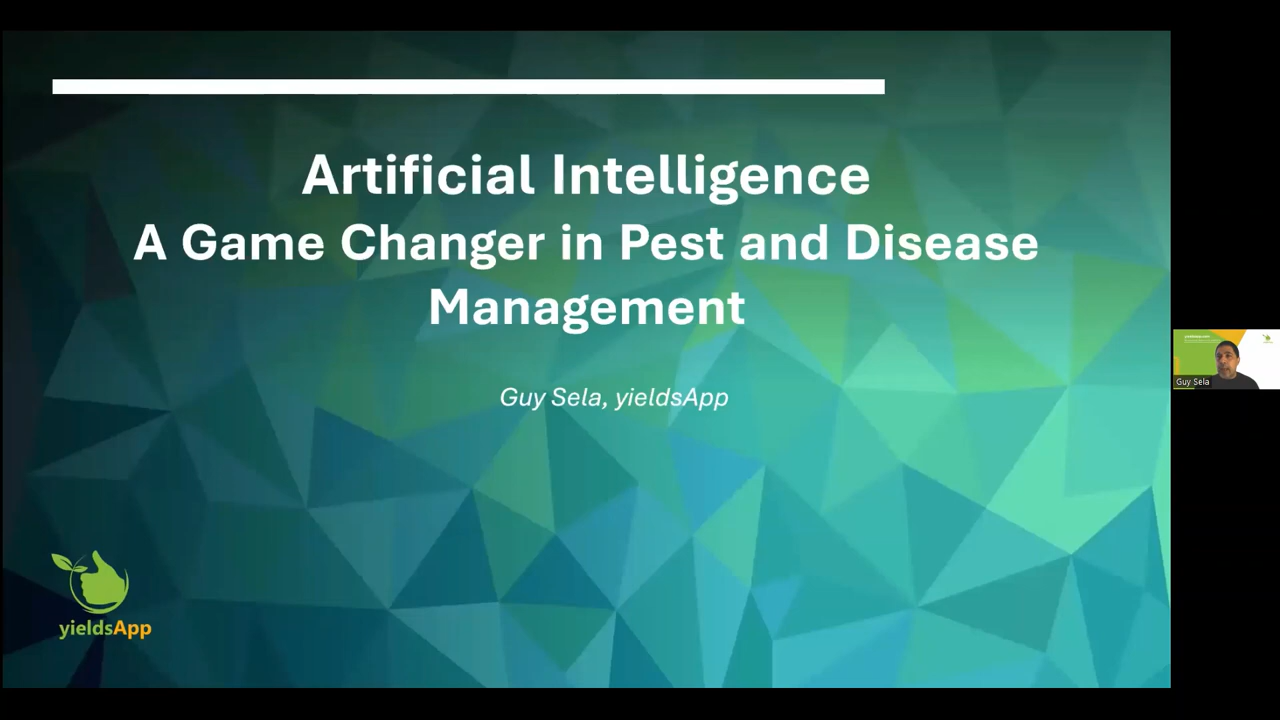 Artificial Intelligence
A Game Changer in Pest and Disease
Management
Guy Sela, yieldsApp
yieldsApp
Guy Sela